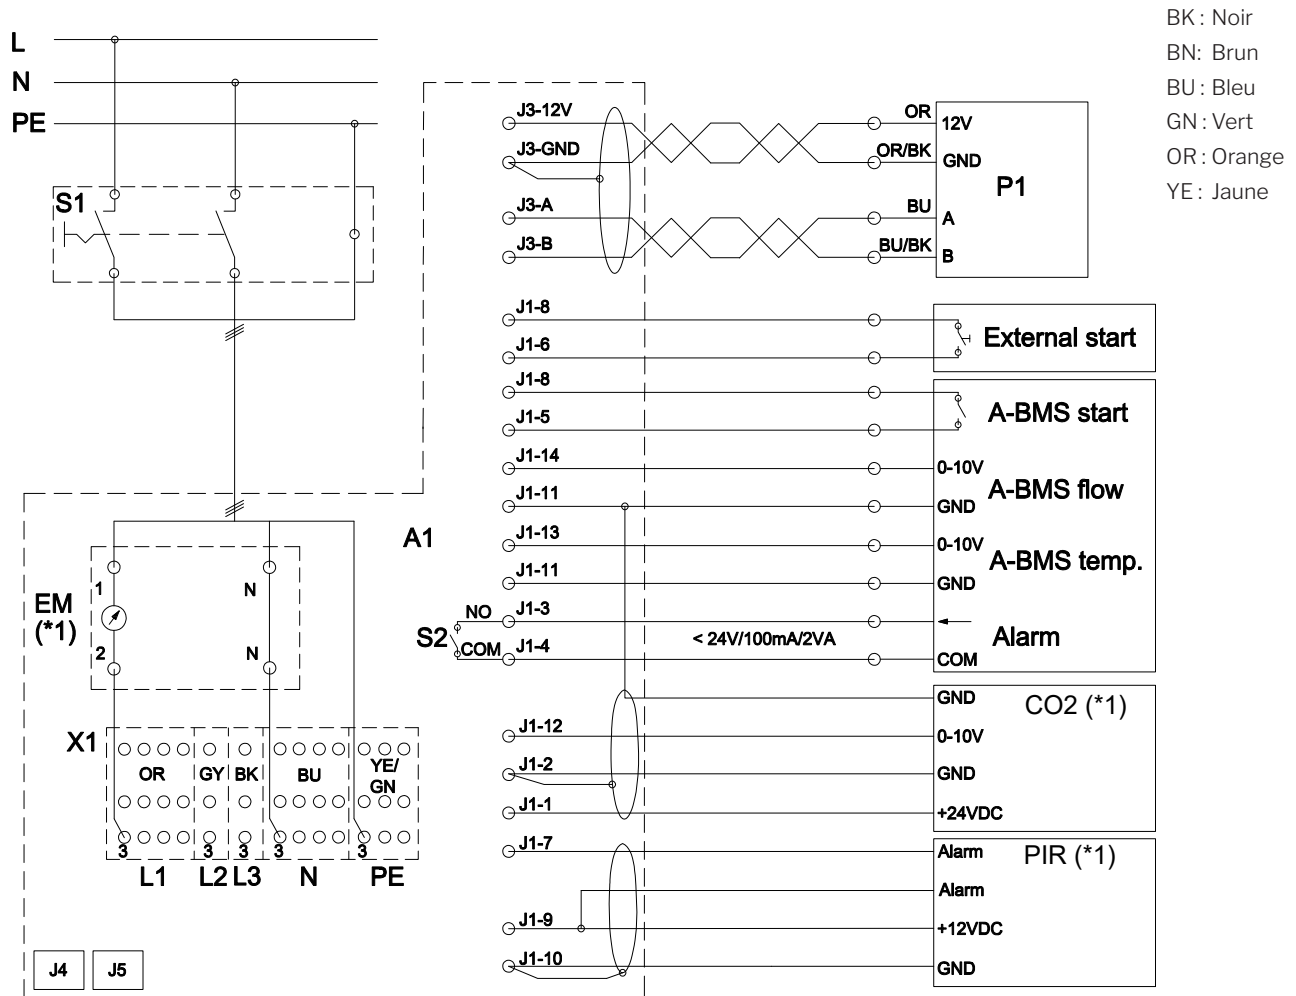 BK : Noir
BN: Brun
BU : Bleu
GN : Vert
OR : Orange
YE : Jaune
L
N
PE
S1
J3-12V
OR
12V
J3-GND
OR/BK
GND
P1
J3-A
BU
A
J3-B
BU/BK
B
J1-8
J1-6
External start
J1-8
J1-5
A-BMS start
J1-14
0-10V
J1-11
GND
A-BMS flow
J1-13
0-10V
J1-11
GND
A-BMS temp.
A1
S2
NO
J1-3
COM
J1-4
< 24V/100mA/2VA
Alarm
COM
EM
(*1)
1
2
N
N
GND
CO2 (*1)
J1-12
0-10V
J1-2
GND
J1-1
+24VDC
X1
OR
GY
BK
BU
YE/
GN
3
3
3
3
3
L1
L2
L3
N
PE
J1-7
Alarm
PIR (*1)
Alarm
J1-9
+12VDC
J1-10
GND
J4
J5